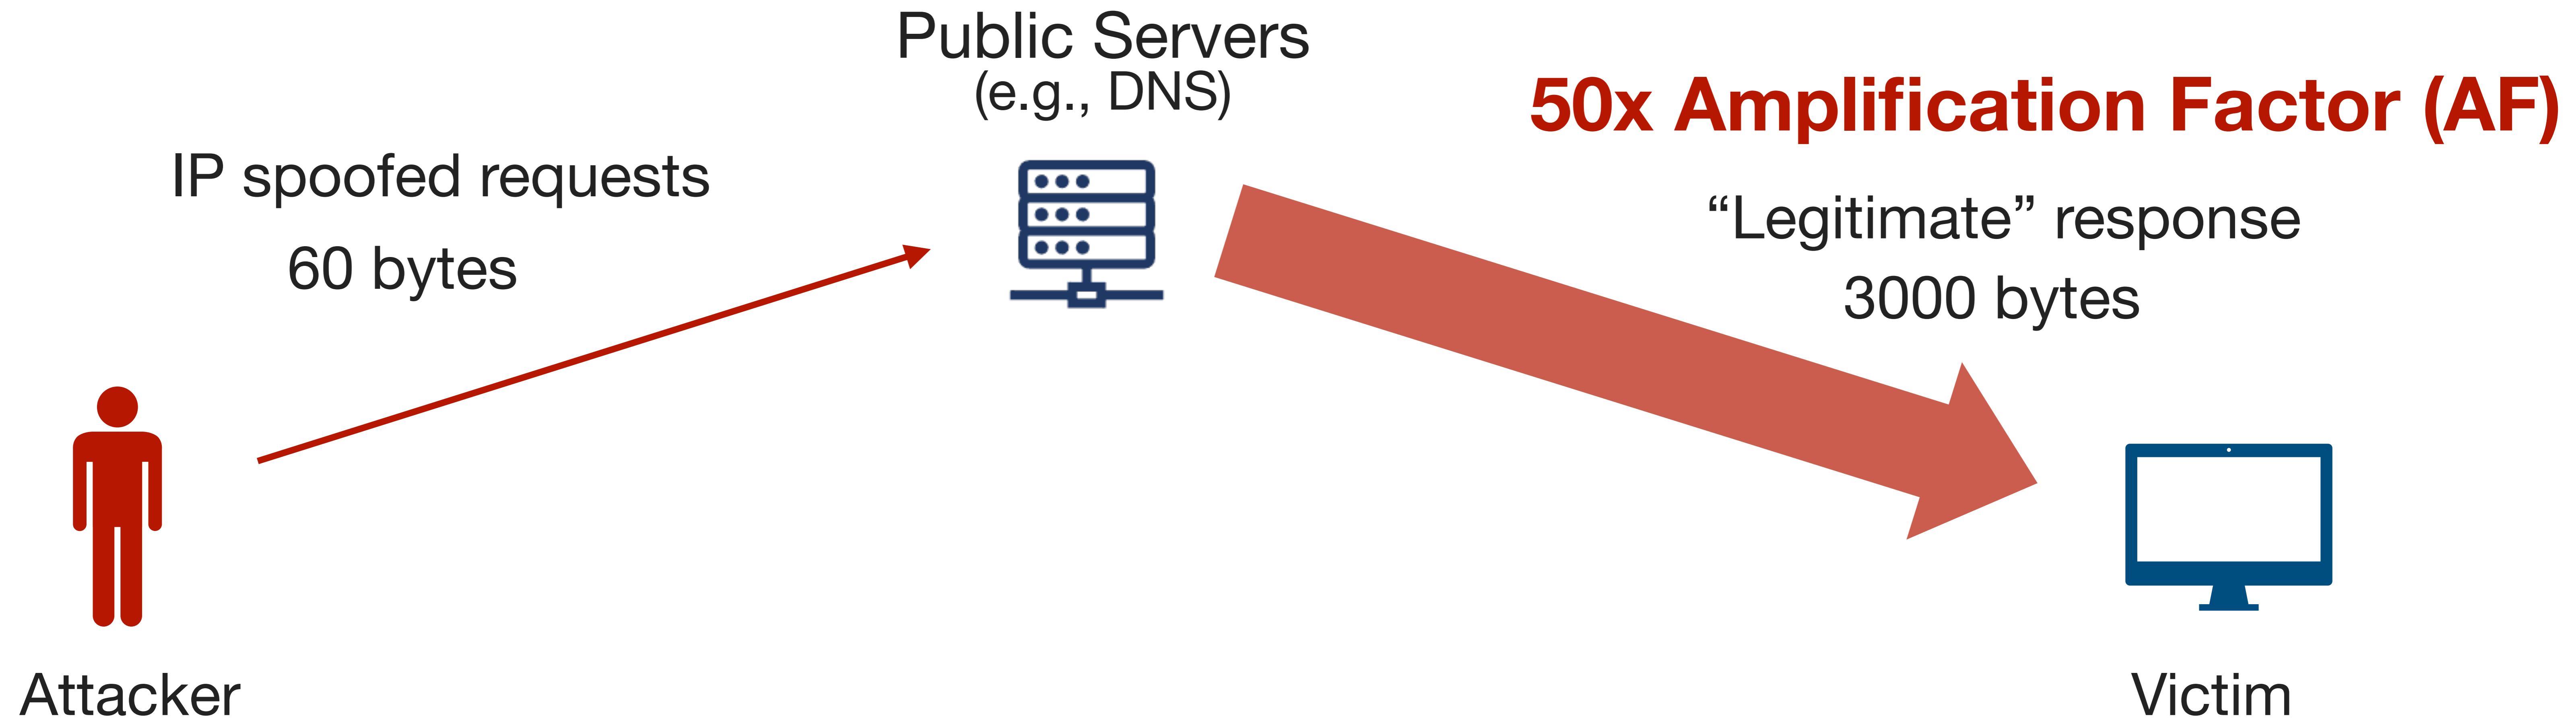 Public Servers
(e.g., DNS)
50x Amplification Factor (AF)
IP spoofed requests
60 bytes
“Legitimate” response
3000 bytes
Attacker
Victim